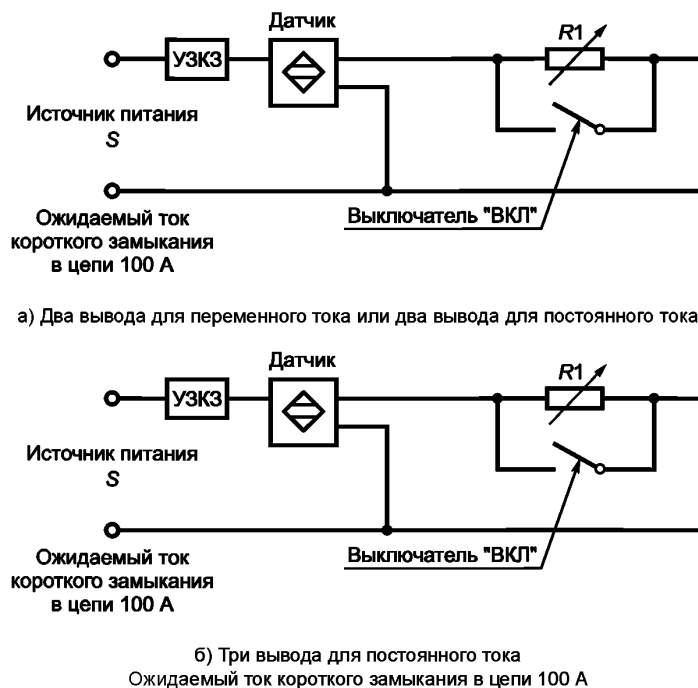 Датчик
R1
УЗКЗ
Источник питания
S
Ожидаемый ток
короткого замыкания
в цепи 100 А
Выключатель "ВКЛ"
а) Два вывода для переменного тока или два вывода для постоянного тока
Датчик
R1
УЗКЗ
Источник питания
S
Ожидаемый ток
короткого замыкания
в цепи 100 А
Выключатель "ВКЛ"
б) Три вывода для постоянного тока
Ожидаемый ток короткого замыкания в цепи 100 А